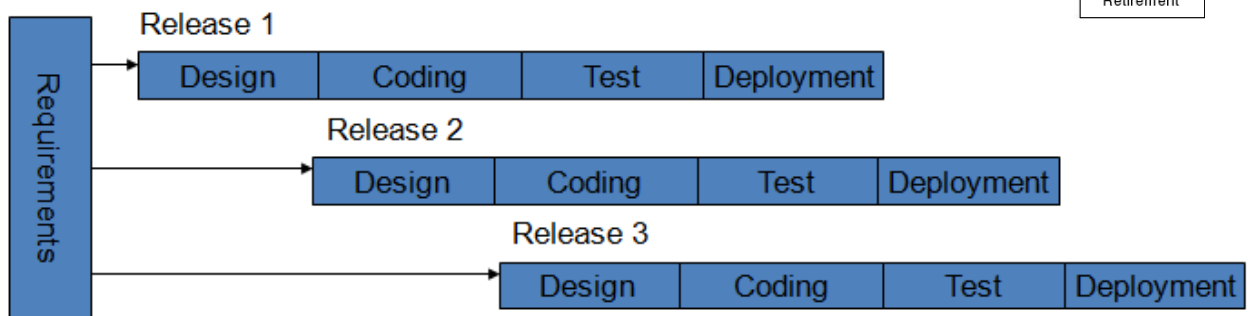 Retirement
Requirements
Release 1
Design Coding Test Deployment
Release 2
Design Coding Test Deployment
Release 3
Design Coding Test Deployment